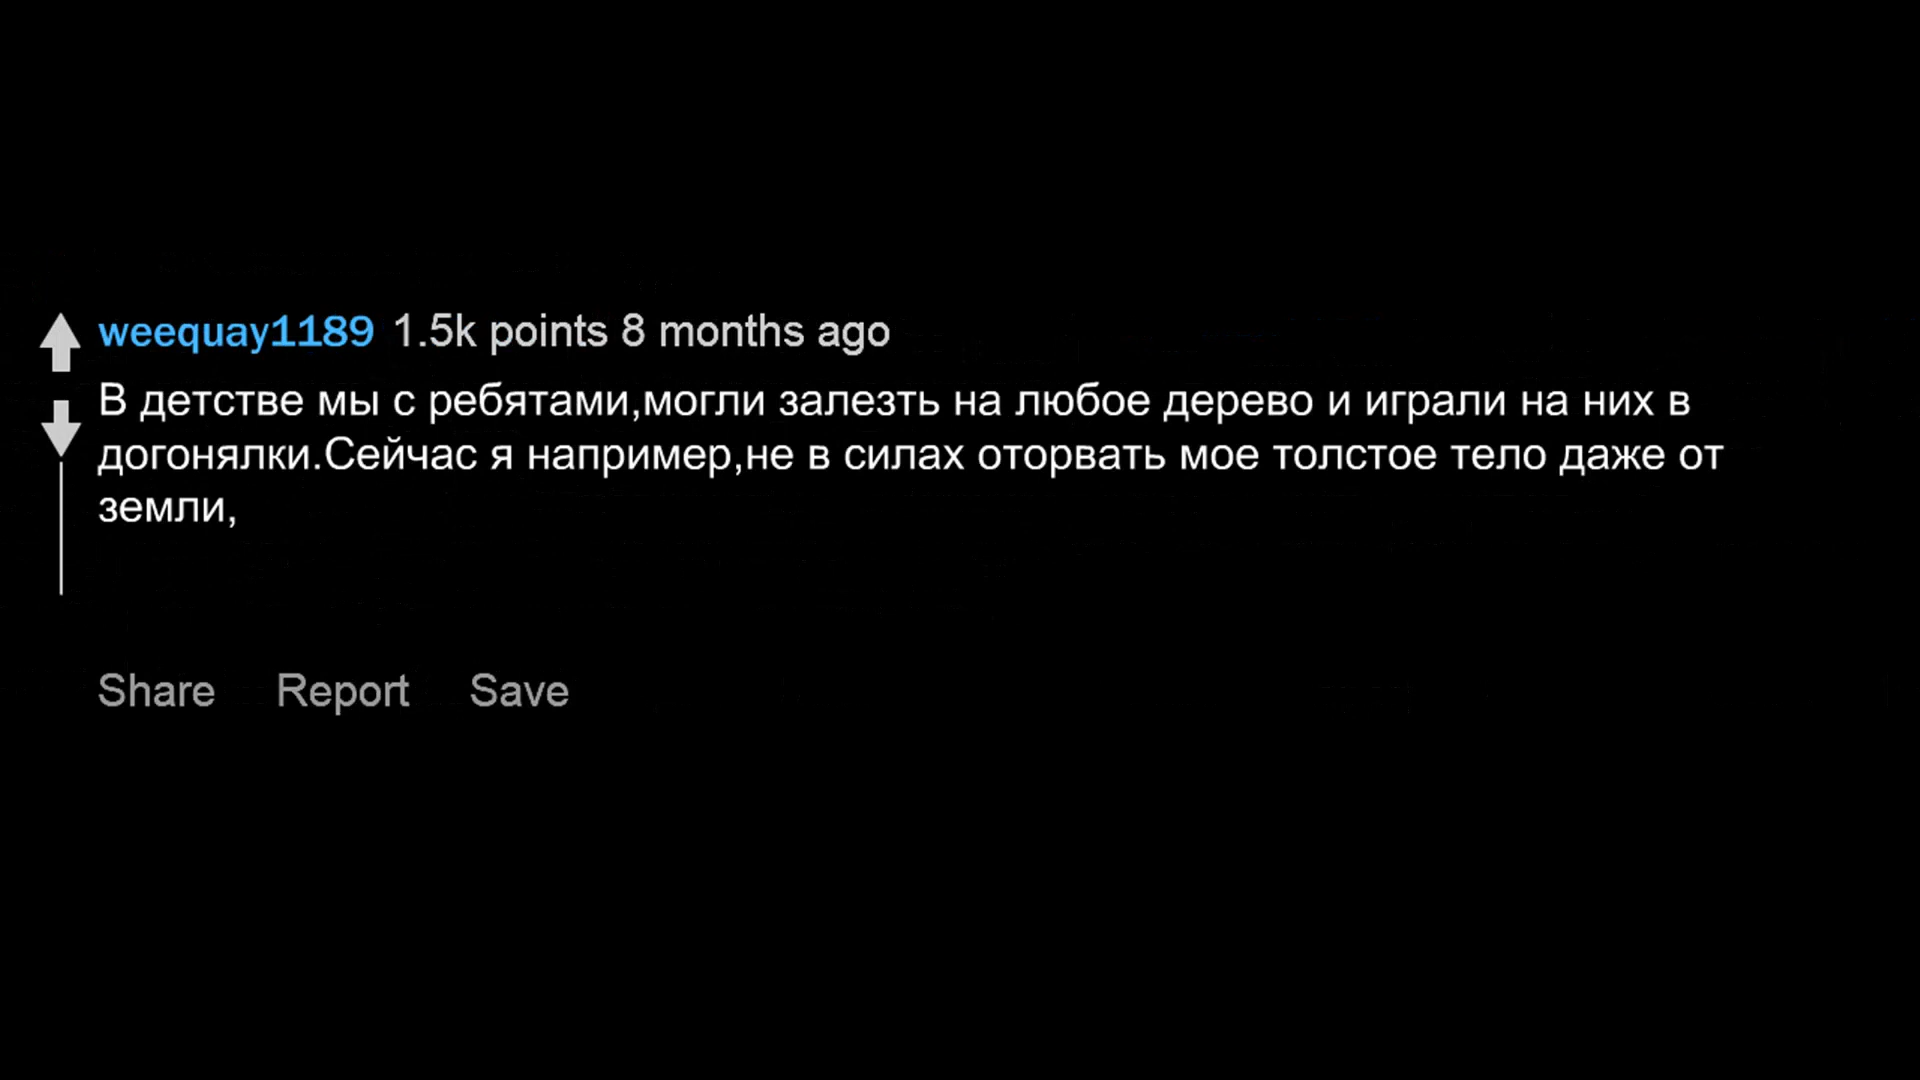 weequay1189 1.5k points 8 months ago
В детстве мы с ребятами,могли залезть на любое дерево и играли на них в
догонялки.Сейчас я например,не в силах оторвать мое толстое тело даже от
земли,
Share Report Save